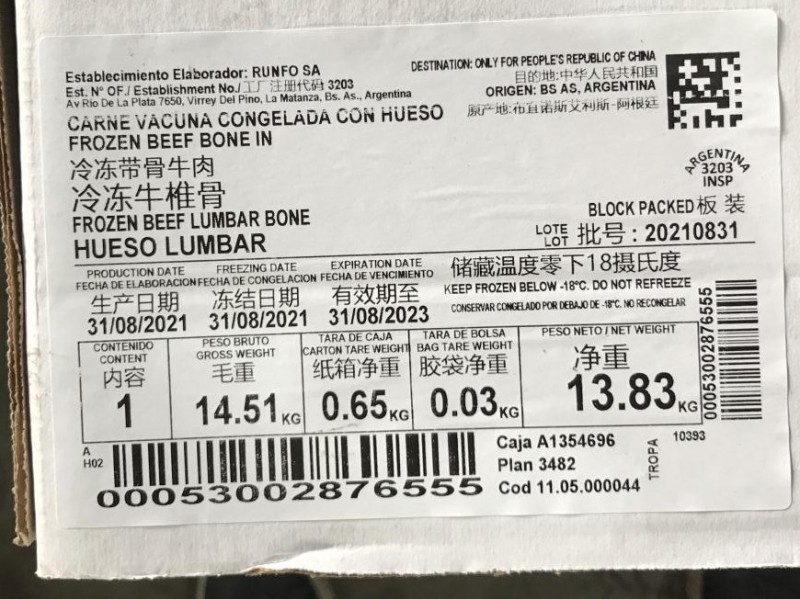 Establecimiento Elaborador: RUNFO SA
Est. Nº OF./ Establishment No./工厂注册代码 3203
Av Rio De La Plata 7650, Virrey Del Pino, La Matanza, Bs. As., Argentina
DESTINATION: ONLY FOR PEOPLE'S REPUBLIC OF CHINA
目的地:中华人民共和国
ORIGEN: BS AS, ARGENTINA
原产地:布宜诺斯艾利斯-阿根廷
CARNE VACUNA CONGELADA CON HUESO
FROZEN BEEF BONE IN
冷冻带骨牛肉
冷冻牛椎骨
FROZEN BEEF LUMBAR BONE
HUESO LUMBAR
ARGENTINA
3203
INSP
BLOCK PACKED 板 装
LOTE
LOT 批号 : 20210831
PRODUCTION DATE
FECHA DE ELABORACION
生产日期
31/08/2021
FREEZING DATE
FECHA DE CONGELACION
冻结日期
31/08/2021
EXPIRATION DATE
FECHA DE VENCIMIENTO
有效期至
31/08/2023
储藏温度零下18摄氏度
KEEP FROZEN BELOW -18°C. DO NOT REFREEZE
CONSERVAR CONGELADO POR DEBAJO DE -18°C. NO RECONGELAR
CONTENIDO
CONTENT
内容
1
PESO BRUTO
GROSS WEIGHT
毛重
14.51 KG
TARA DE CAJA
CARTON TARE WEIGHT
纸箱净重
0.65 KG
TARA DE BOLSA
BAG TARE WEIGHT
胶袋净重
0.03 KG
PESO NETO / NET WEIGHT
净重
13.83 KG
00053002876555
A
H02
00053002876555
Caja A1354696
Plan 3482
Cod 11.05.000044
TROPA
10393